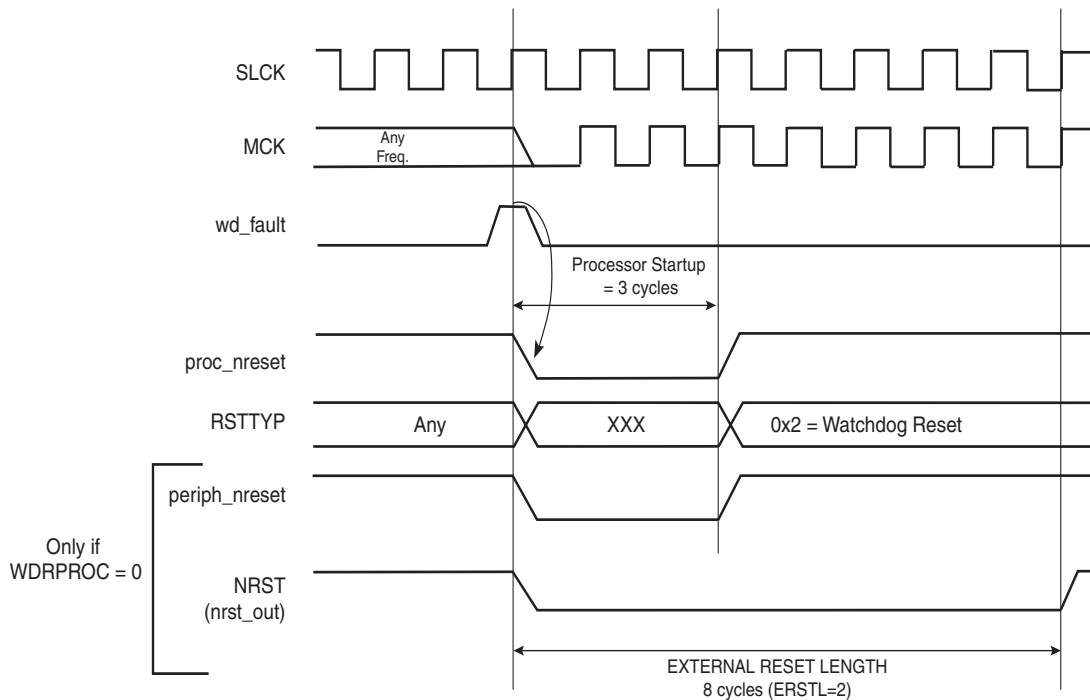 SLCK
MCK
Any
Freq.
wd_fault
Processor Startup
= 3 cycles
proc_nreset
RSTTYP
Any
XXX
0x2 = Watchdog Reset
periph_nreset
Only if
WDRPROC = 0
NRST
(nrst_out)
EXTERNAL RESET LENGTH
8 cycles (ERSTL=2)